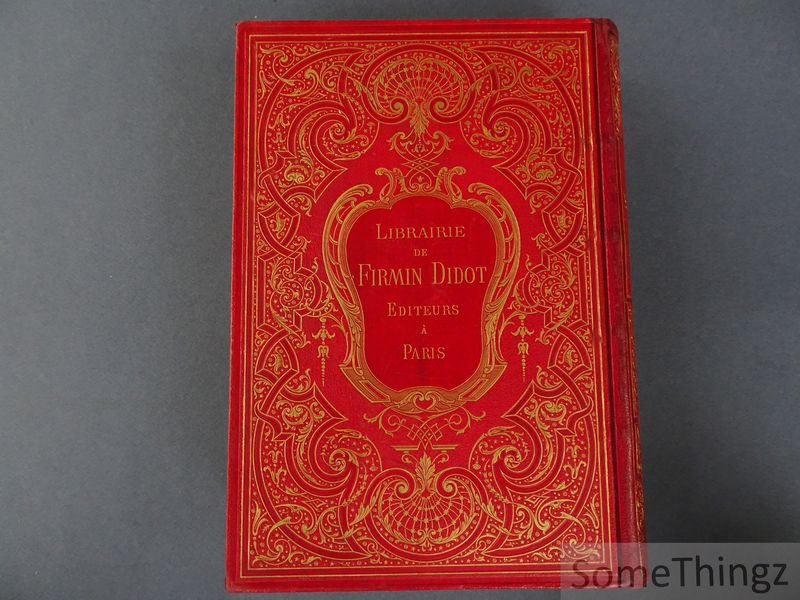 LIBRAIRIE
DE
FIRMIN DIDOT
EDITEURS
À
PARIS
SomeThingz